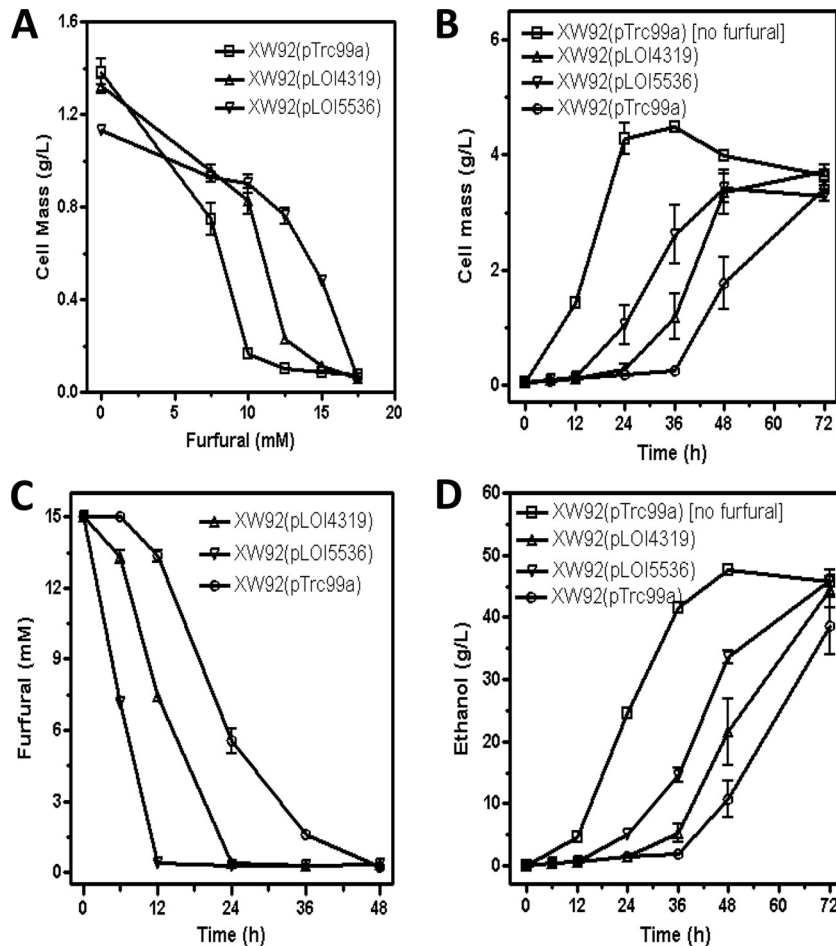 A
XW92(pTrc99a)
XW92(pLOI4319)
XW92(pLOI5536)
1.6
1.2
0.8
0.4
0.0
Cell Mass (g/L)
0 5 10 15 20
Furfural (mM)
B
XW92(pTrc99a) [no furfural]
XW92(pLOI4319)
XW92(pLOI5536)
XW92(pTrc99a)
6
4
2
0
Cell mass (g/L)
0 12 24 36 48 60 72
Time (h)
C
XW92(pLOI4319)
XW92(pLOI5536)
XW92(pTrc99a)
15
12
9
6
3
0
Furfural (mM)
0 12 24 36 48
Time (h)
D
XW92(pTrc99a) [no furfural]
XW92(pLOI4319)
XW92(pLOI5536)
XW92(pTrc99a)
60
50
40
30
20
10
0
Ethanol (g/L)
0 12 24 36 48 60 72
Time (h)